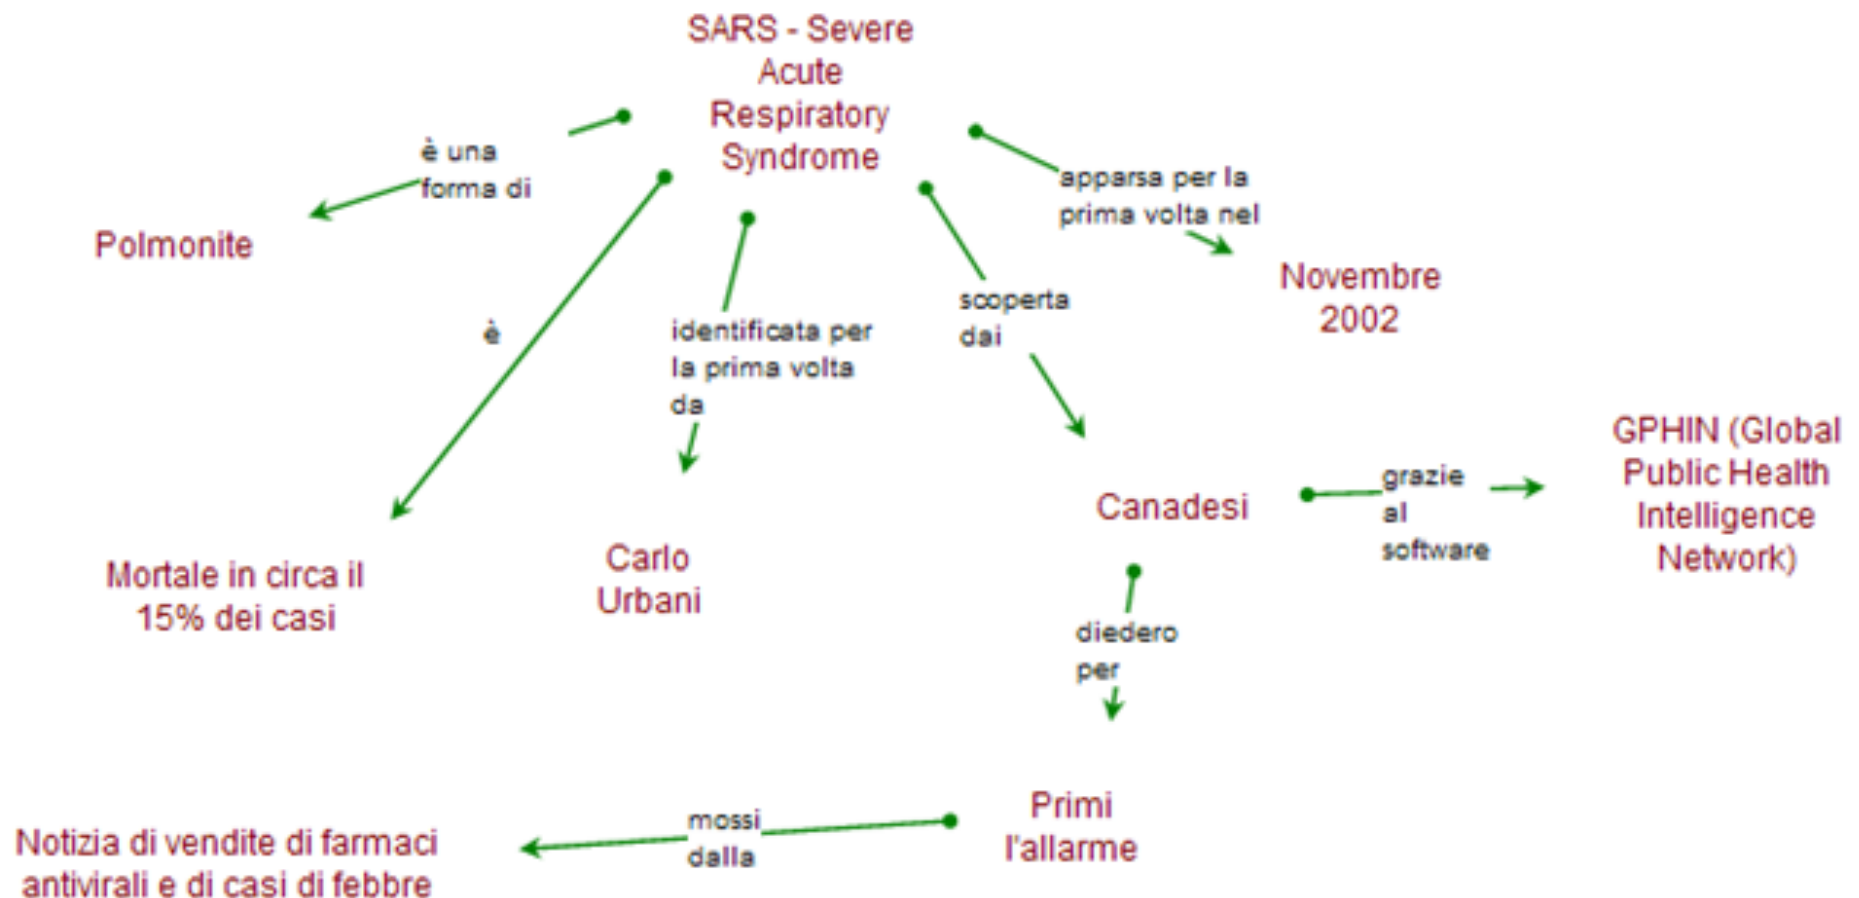 SARS - Severe
Acute
Respiratory
Syndrome
è una
forma di
Polmonite
apparsa per la
prima volta nel
Novembre
2002
è
Mortale in circa il
15% dei casi
identificata per
la prima volta
da
Carlo
Urbani
scoperta
dai
Canadesi
grazie
al
software
GPHIN (Global
Public Health
Intelligence
Network)
diedero
per
Primi
l'allarme
mossi
dalla
Notizia di vendite di farmaci
antivirali e di casi di febbre